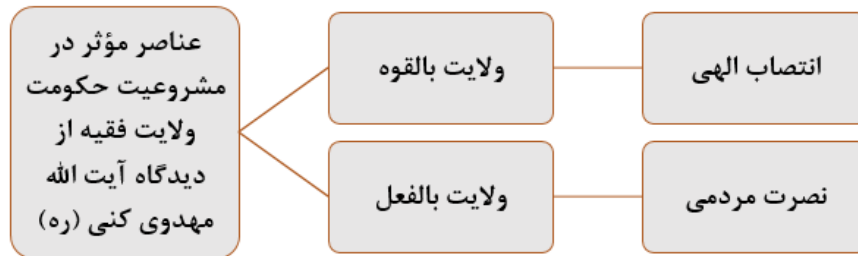 عناصر مؤثر در
مشروعیت حکومت
ولایت فقیه از
دیدگاه آیت الله
مهدوی کنی (ره)
ولایت بالقوه
انتصاب الهی
ولایت بالفعل
نصرت مردمی